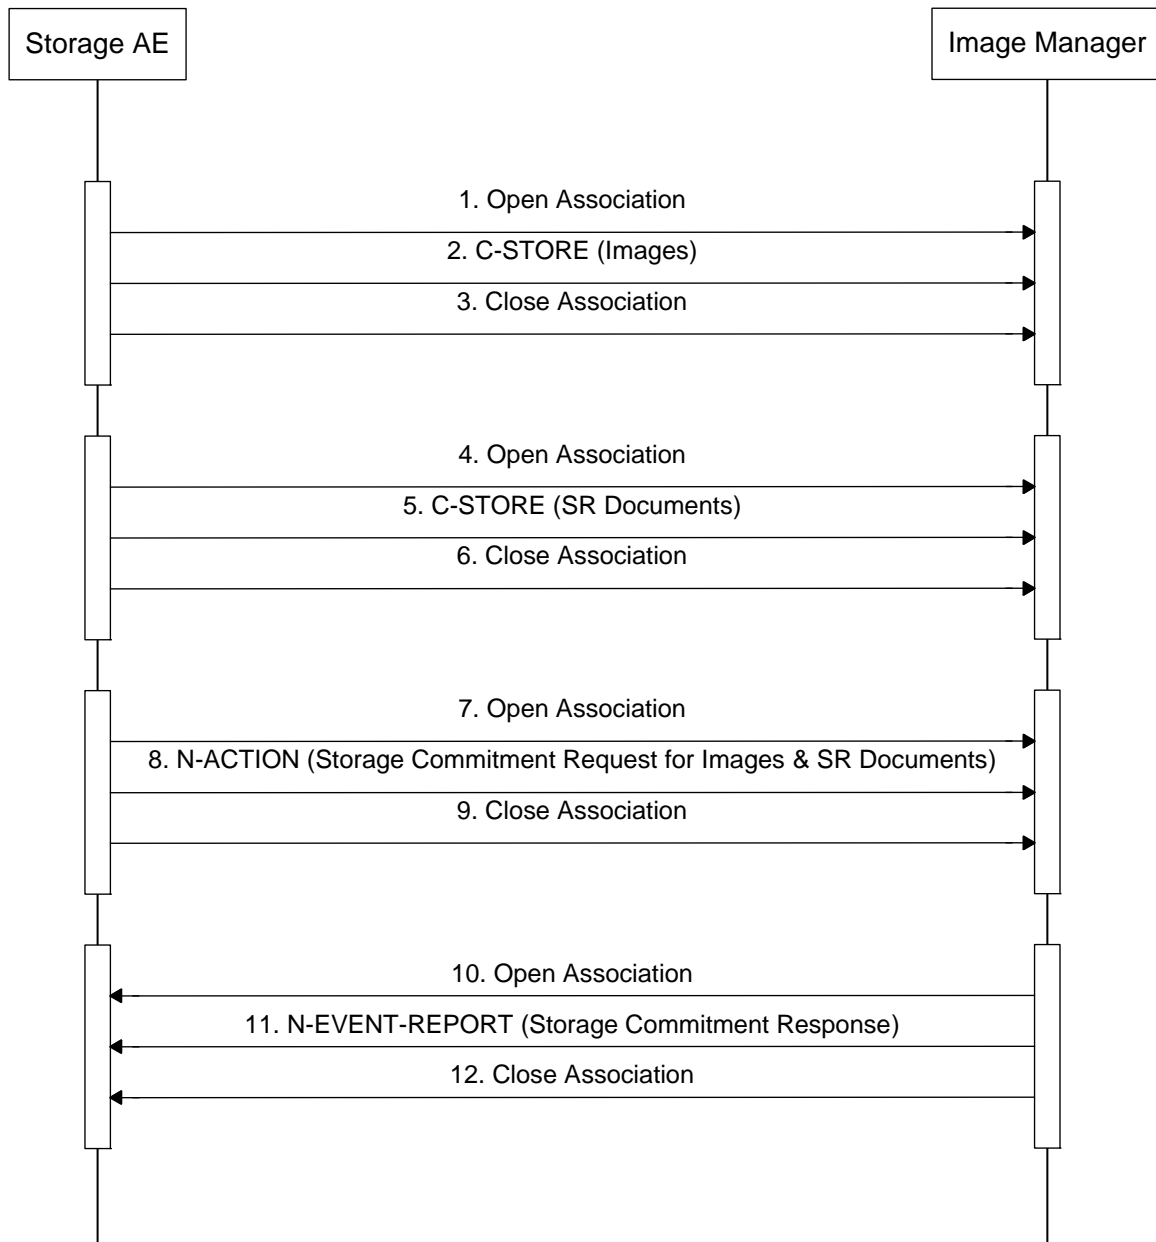 Storage AE
Image Manager
1. Open Association
2. C-STORE (Images)
3. Close Association
4. Open Association
5. C-STORE (SR Documents)
6. Close Association
7. Open Association
8. N-ACTION (Storage Commitment Request for Images & SR Documents)
9. Close Association
10. Open Association
11. N-EVENT-REPORT (Storage Commitment Response)
12. Close Association